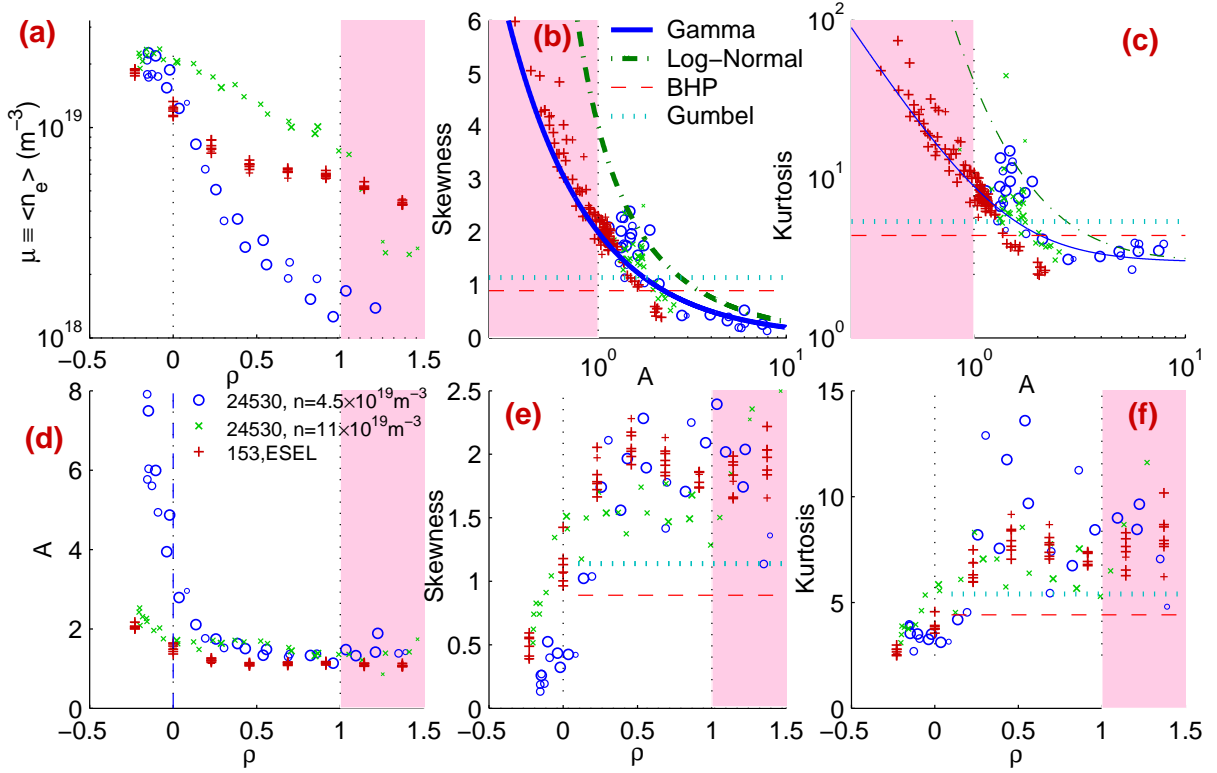 (a)
μ ≡ <n_e> (m^−3)
10^19
10^18
−0.5 0 0.5 1 1.5
ρ
(b)
Skewness
6
5
4
3
2
1
0
10^0 10^1
A
Gamma
Log−Normal
BHP
Gumbel
(c)
Kurtosis
10^2
10^1
10^0
10^0 10^1
A
(d)
A
8
6
4
2
0
−0.5 0 0.5 1 1.5
ρ
24530, n=4.5×10^19m^−3
24530, n=11×10^19m^−3
153,ESEL
(e)
Skewness
2.5
2
1.5
1
0.5
0
−0.5 0 0.5 1 1.5
ρ
(f)
Kurtosis
15
10
5
0
−0.5 0 0.5 1 1.5
ρ